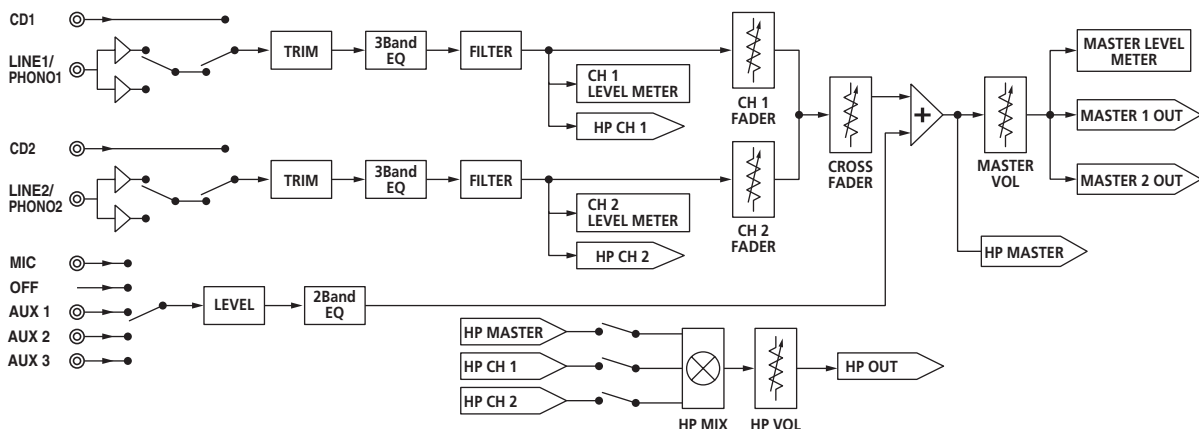 CD1
LINE1/
PHONO1
TRIM
3Band
EQ
FILTER
CH 1
LEVEL METER
HP CH 1
CH 1
FADER
CROSS
FADER
+
MASTER
VOL
MASTER LEVEL
METER
MASTER 1 OUT
MASTER 2 OUT
HP MASTER
CD2
LINE2/
PHONO2
TRIM
3Band
EQ
FILTER
CH 2
LEVEL METER
HP CH 2
CH 2
FADER
MIC
OFF
AUX 1
AUX 2
AUX 3
LEVEL
2Band
EQ
HP MASTER
HP CH 1
HP CH 2
HP MIX
HP VOL
HP OUT